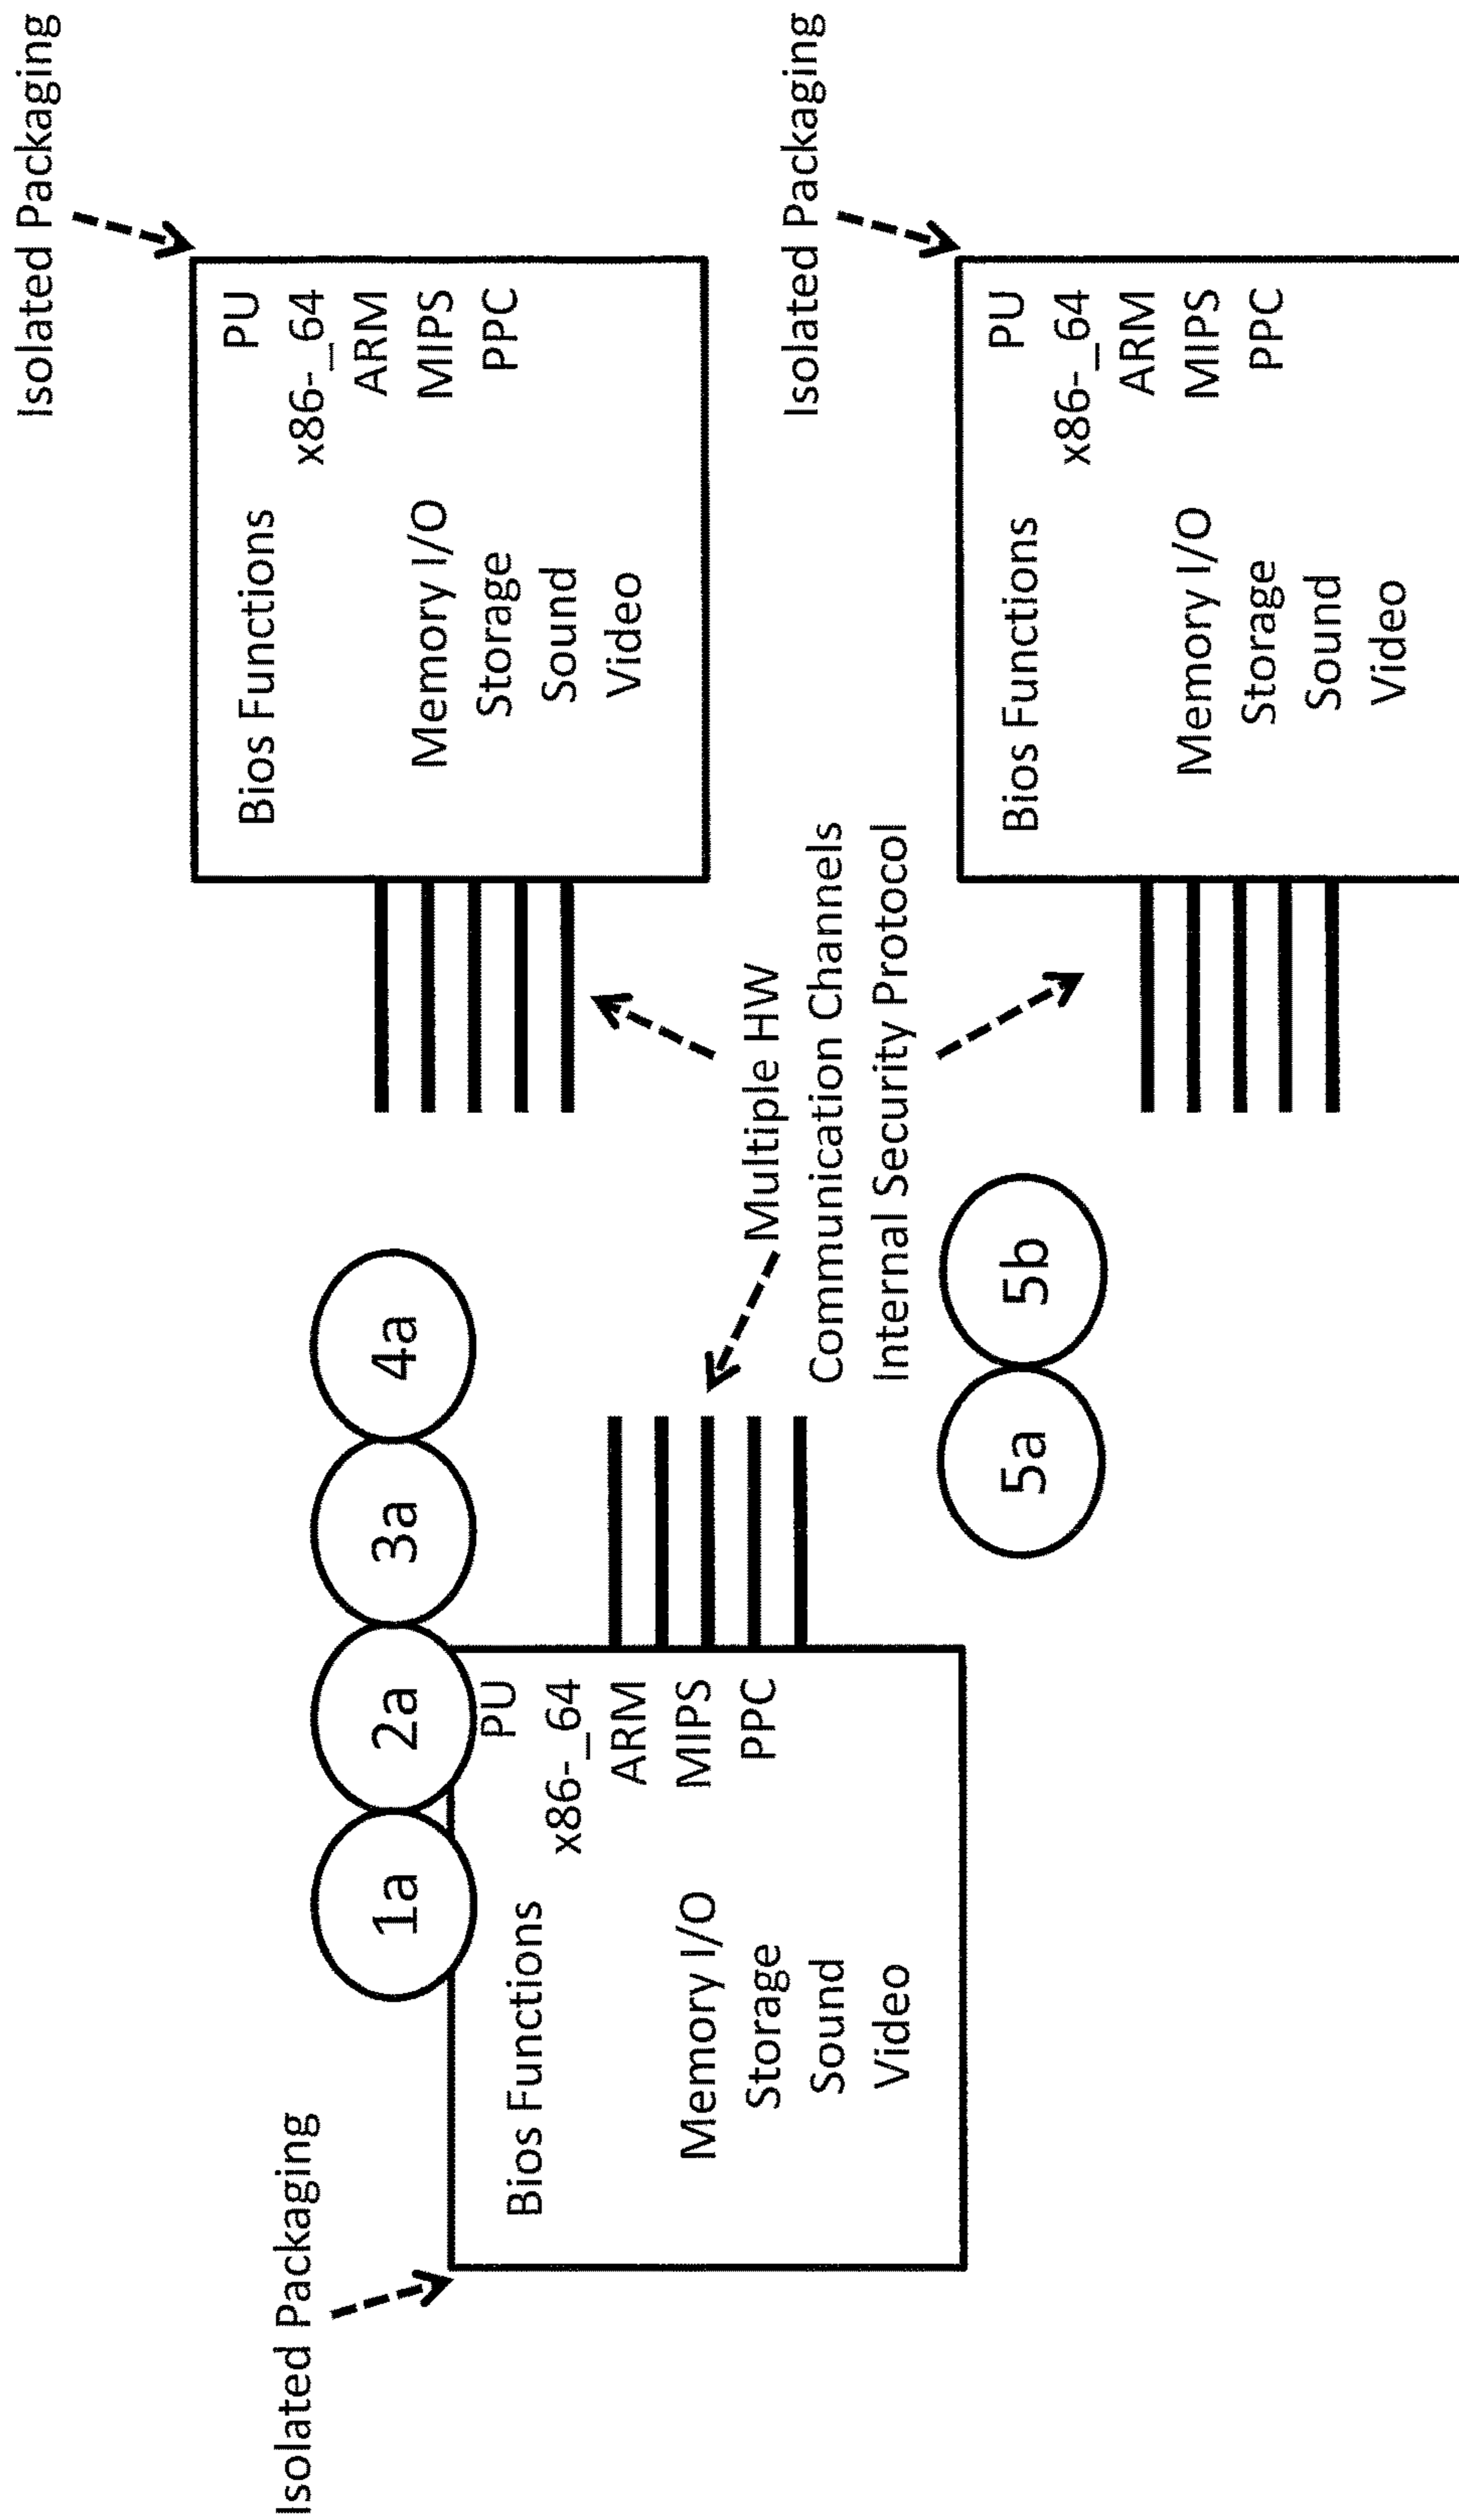 Isolated Packaging
Bios Functions
PU
x86-_64
ARM
MIPS
PPC
Memory I/O
Storage
Sound
Video
1a
2a
3a
4a
Multiple HW
Communication Channels
Internal Security Protocol
5a
5b
Isolated Packaging
Bios Functions
PU
x86-_64
ARM
MIPS
PPC
Memory I/O
Storage
Sound
Video
Isolated Packaging
Bios Functions
PU
x86-_64
ARM
MIPS
PPC
Memory I/O
Storage
Sound
Video